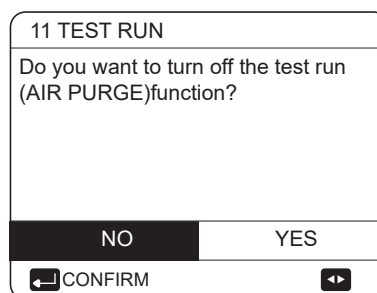 11 TEST RUN
Do you want to turn off the test run
(AIR PURGE)function?
NO YES
CONFIRM